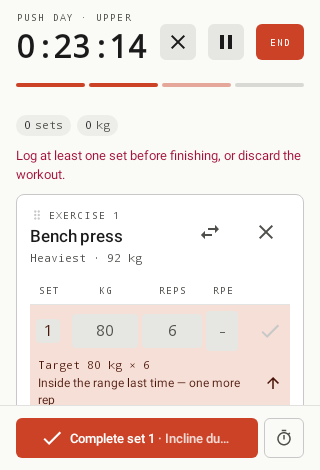 PUSH DAY · UPPER
0:23:14
END
0 sets
0 kg
Log at least one set before finishing, or discard the
workout.
EXERCISE 1
Bench press
Heaviest · 92 kg
SET KG REPS RPE
1 80 6 –
Target 80 kg × 6
Inside the range last time — one more
rep
Complete set 1 · Incline du…